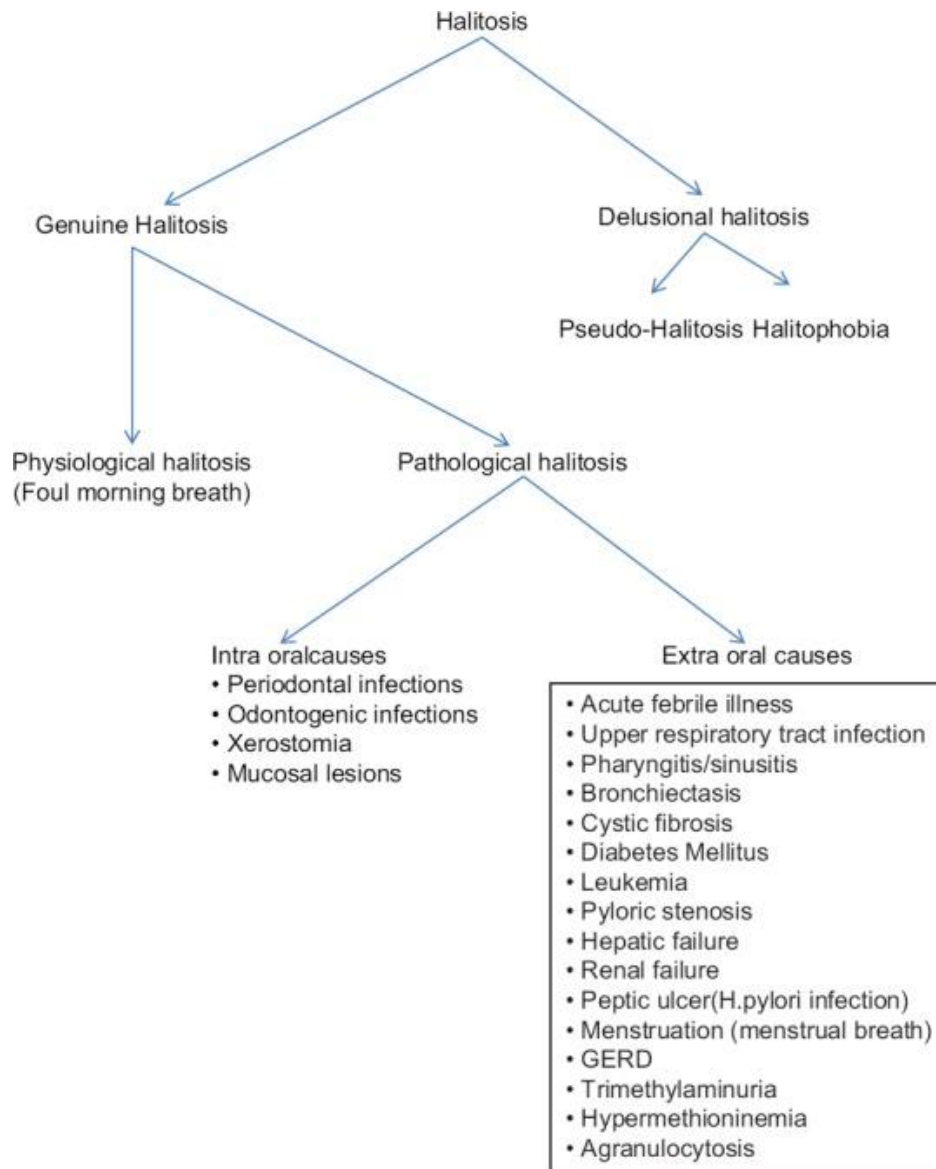 Halitosis
Genuine Halitosis
Delusional halitosis
Pseudo-Halitosis Halitophobia
Physiological halitosis
(Foul morning breath)
Pathological halitosis
Intra oralcauses
• Periodontal infections
• Odontogenic infections
• Xerostomia
• Mucosal lesions
Extra oral causes
• Acute febrile illness
• Upper respiratory tract infection
• Pharyngitis/sinusitis
• Bronchiectasis
• Cystic fibrosis
• Diabetes Mellitus
• Leukemia
• Pyloric stenosis
• Hepatic failure
• Renal failure
• Peptic ulcer(H.pylori infection)
• Menstruation (menstrual breath)
• GERD
• Trimethylaminuria
• Hypermethioninemia
• Agranulocytosis